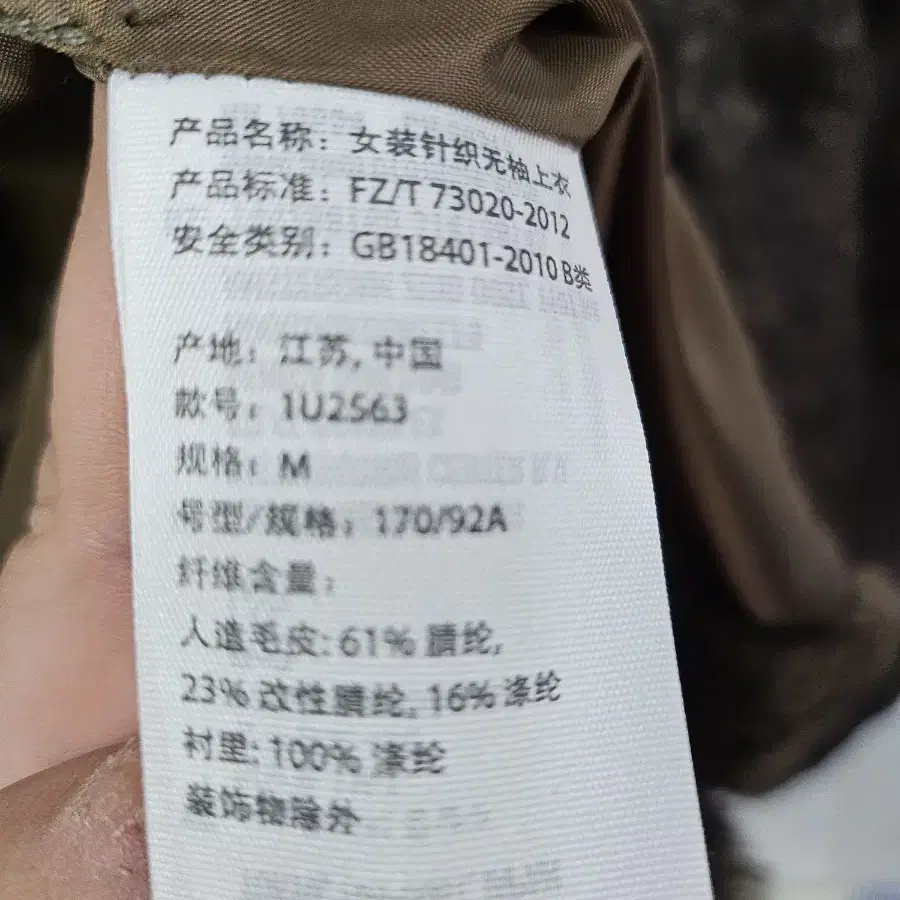 产品名称：女装针织无袖上衣
产品标准：FZ/T 73020-2012
安全类别：GB18401-2010 B类
产地：江苏, 中国
款号：1U2563
规格：M
号型/规格：170/92A
纤维含量：
人造毛皮: 61% 腈纶,
23% 改性腈纶, 16% 涤纶
衬里: 100% 涤纶
装饰物除外